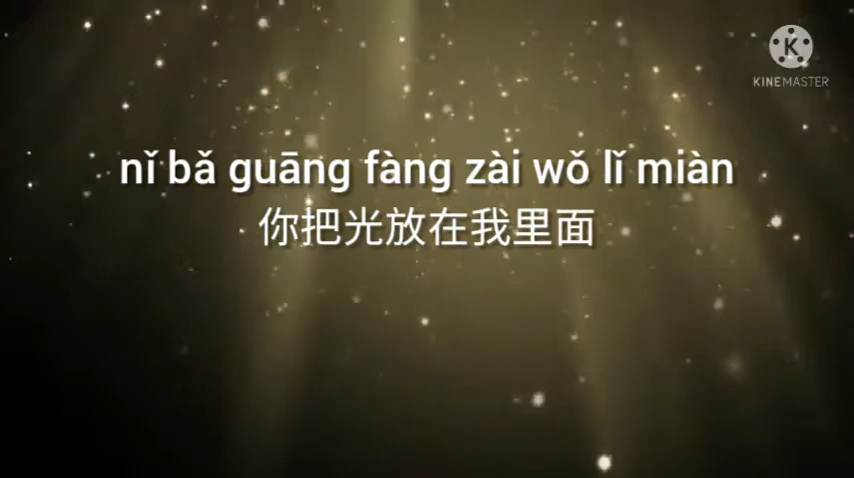 K
KINEMASTER
nǐ bǎ guāng fàng zài wǒ lǐ miàn
你把光放在我里面